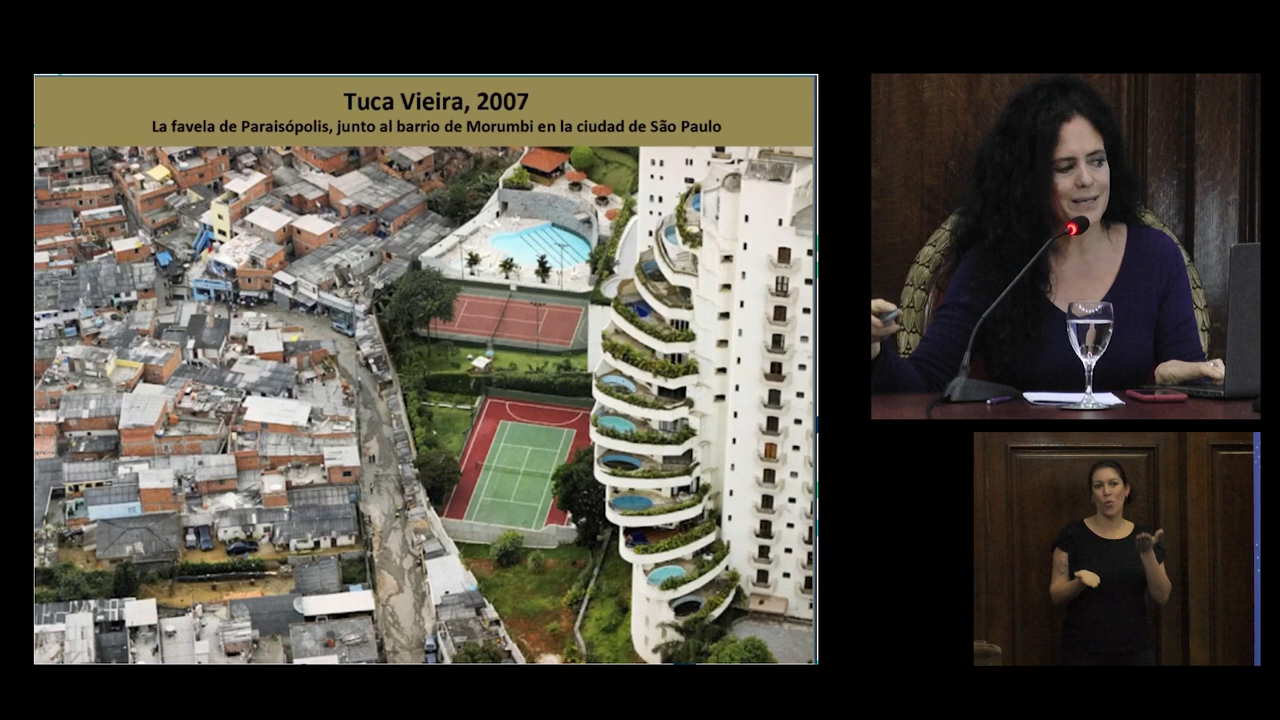 Tuca Vieira, 2007
La favela de Paraisópolis, junto al barrio de Morumbi en la ciudad de São Paulo